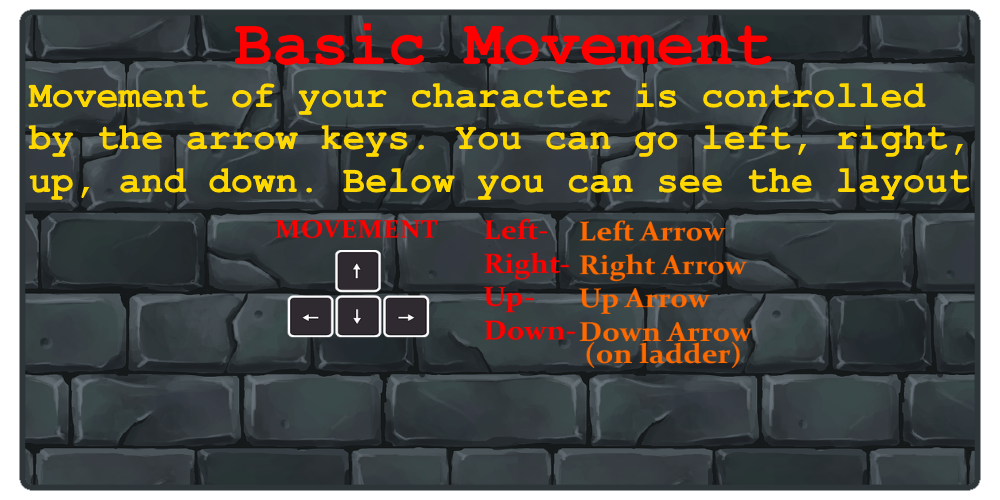 Basic Movement
Movement of your character is controlled
by the arrow keys. You can go left, right,
up, and down. Below you can see the layout
MOVEMENT
↑
← ↓ →
Left- Left Arrow
Right- Right Arrow
Up- Up Arrow
Down- Down Arrow
(on ladder)